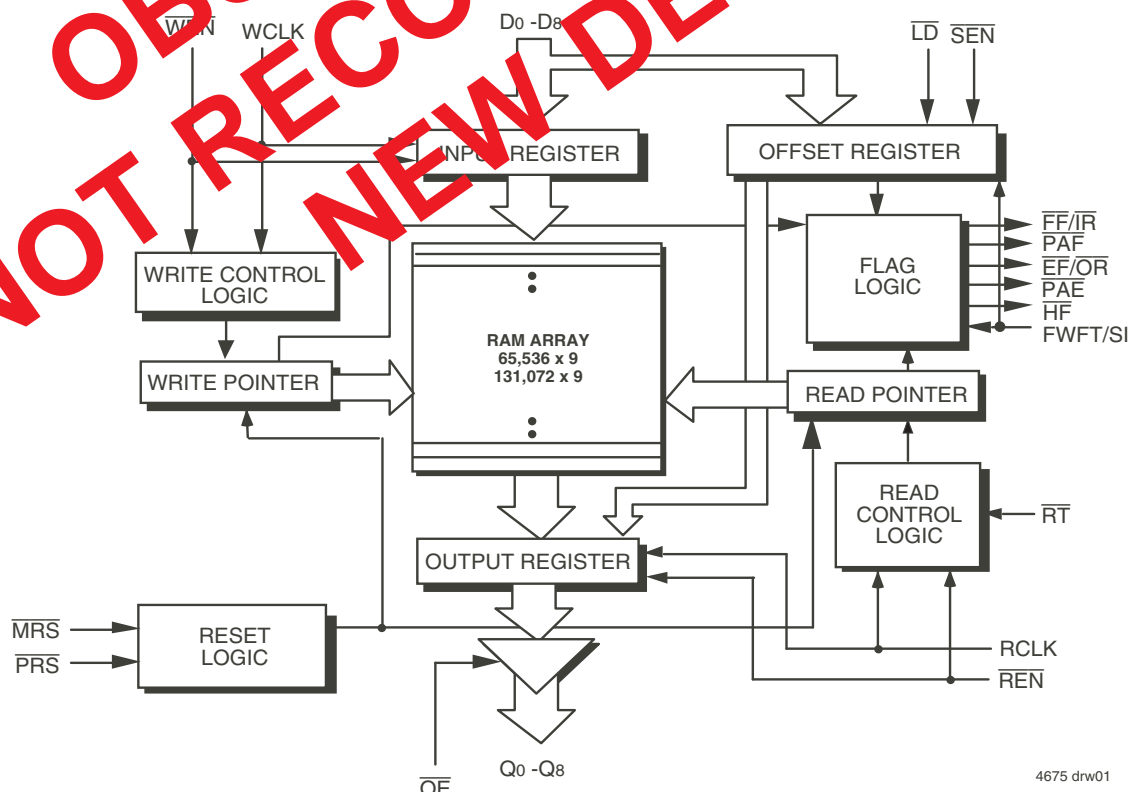 OBS
NOT RECO
NEW DE
WEN
WCLK
D0 -D8
LD
SEN
INPUT REGISTER
OFFSET REGISTER
WRITE CONTROL
LOGIC
FLAG
LOGIC
FF/IR
PAF
EF/OR
PAE
HF
FWFT/SI
RAM ARRAY
65,536 x 9
131,072 x 9
WRITE POINTER
READ POINTER
READ
CONTROL
LOGIC
RT
OUTPUT REGISTER
MRS
PRS
RESET
LOGIC
RCLK
REN
OE
Q0 -Q8
4675 drw01